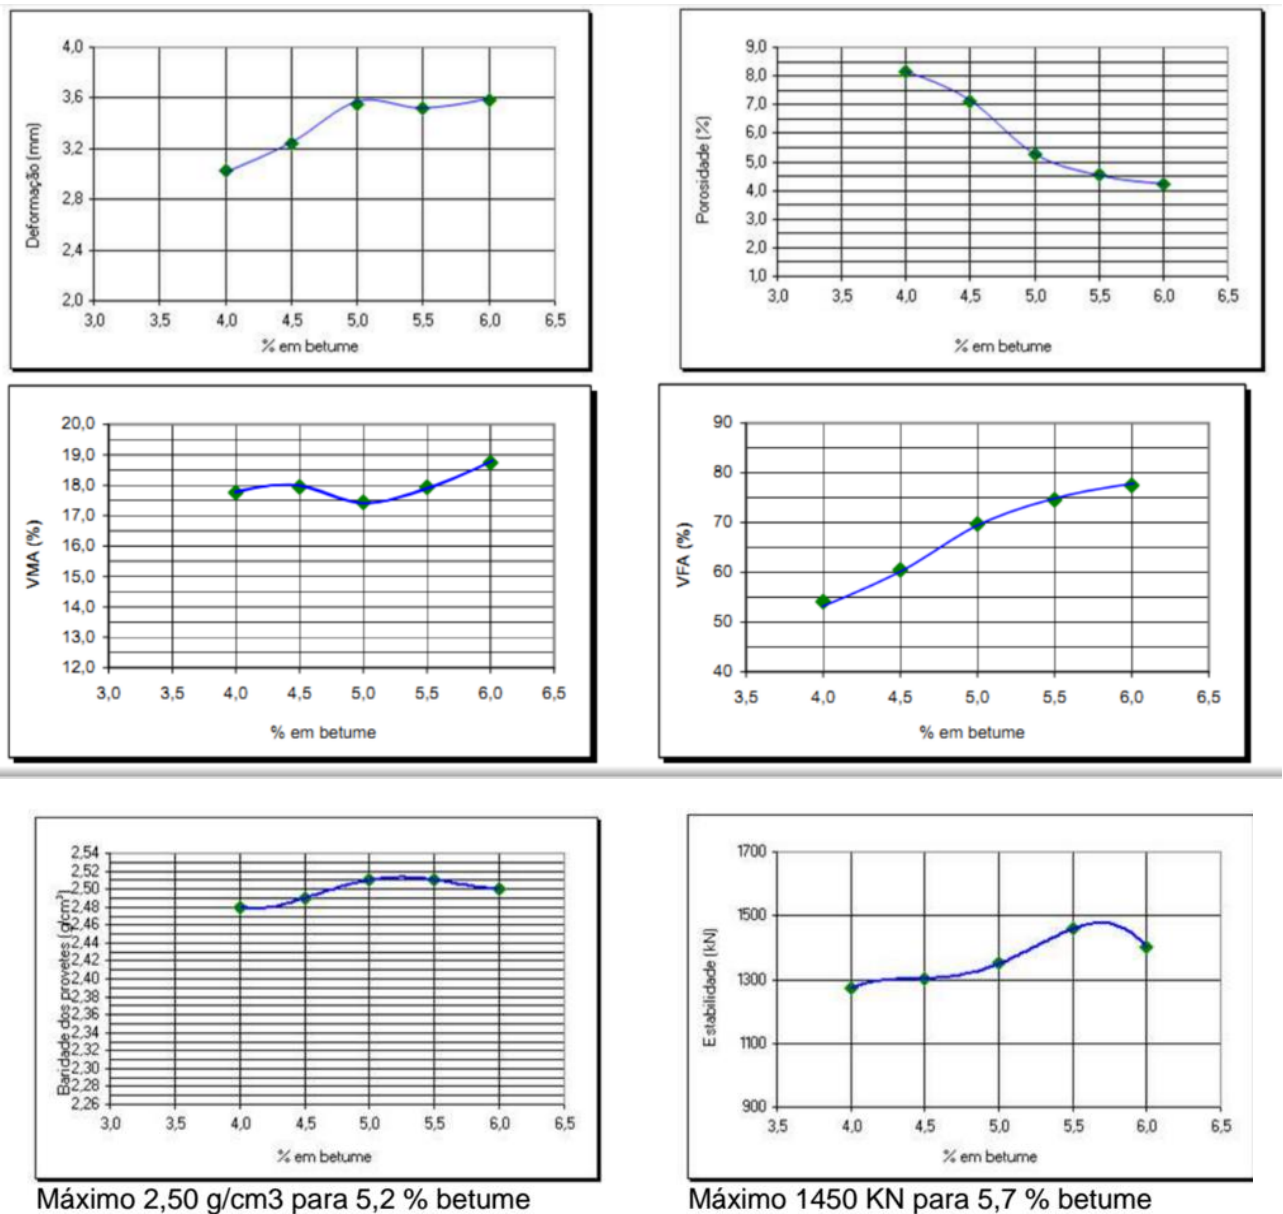 4,0
3,6
3,2
2,8
2,4
2,0
Deformação (mm)
3,0 3,5 4,0 4,5 5,0 5,5 6,0 6,5
% em betume
9,0
8,0
7,0
6,0
5,0
4,0
3,0
2,0
1,0
Porosidade (%)
3,0 3,5 4,0 4,5 5,0 5,5 6,0 6,5
% em betume
20,0
19,0
18,0
17,0
16,0
15,0
14,0
13,0
12,0
VMA (%)
3,0 3,5 4,0 4,5 5,0 5,5 6,0 6,5
% em betume
90
80
70
60
50
40
VFA (%)
3,5 4,0 4,5 5,0 5,5 6,0 6,5
% em betume
2,54
2,52
2,50
2,48
2,46
2,44
2,42
2,40
2,38
2,36
2,34
2,32
2,30
2,28
2,26
Baridade dos provetes (g/cm³)
3,0 3,5 4,0 4,5 5,0 5,5 6,0 6,5
% em betume
Máximo 2,50 g/cm3 para 5,2 % betume
1700
1500
1300
1100
900
Estabilidade (kN)
3,5 4,0 4,5 5,0 5,5 6,0 6,5
% em betume
Máximo 1450 KN para 5,7 % betume